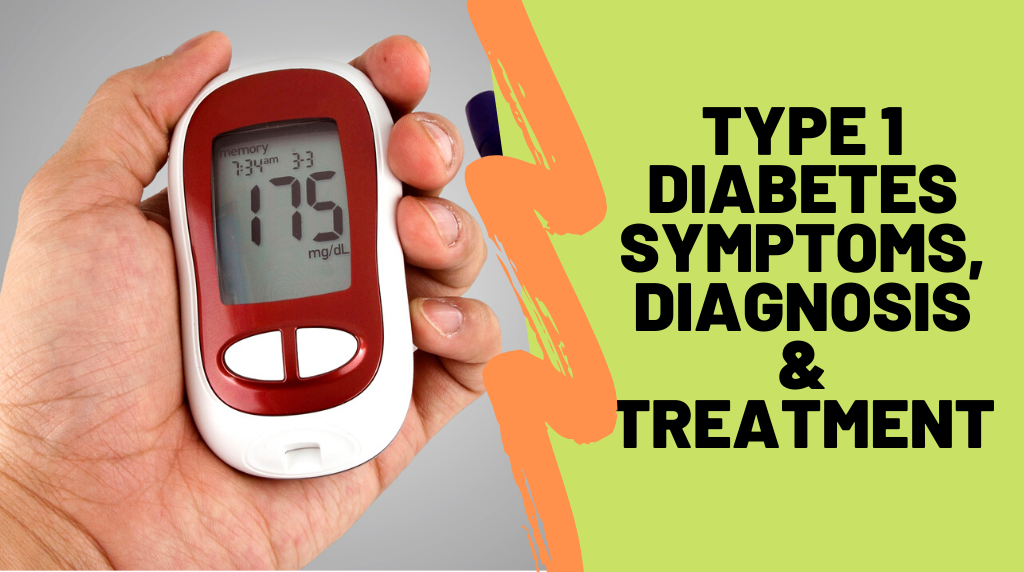 memory
7:34am 3-3
175
mg/dL
TYPE 1
DIABETES
SYMPTOMS,
DIAGNOSIS
&
TREATMENT